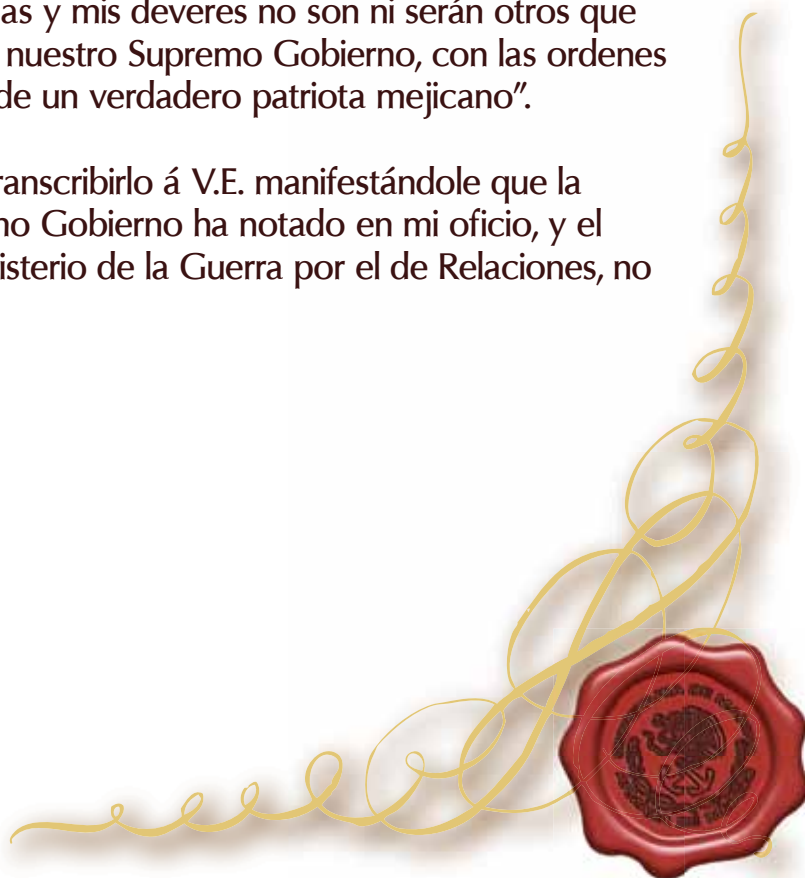 as y mis deveres no son ni serán otros que
nuestro Supremo Gobierno, con las ordenes
de un verdadero patriota mejicano”.
ranscribirlo á V.E. manifestándole que la
no Gobierno ha notado en mi oficio, y el
isterio de la Guerra por el de Relaciones, no
DE